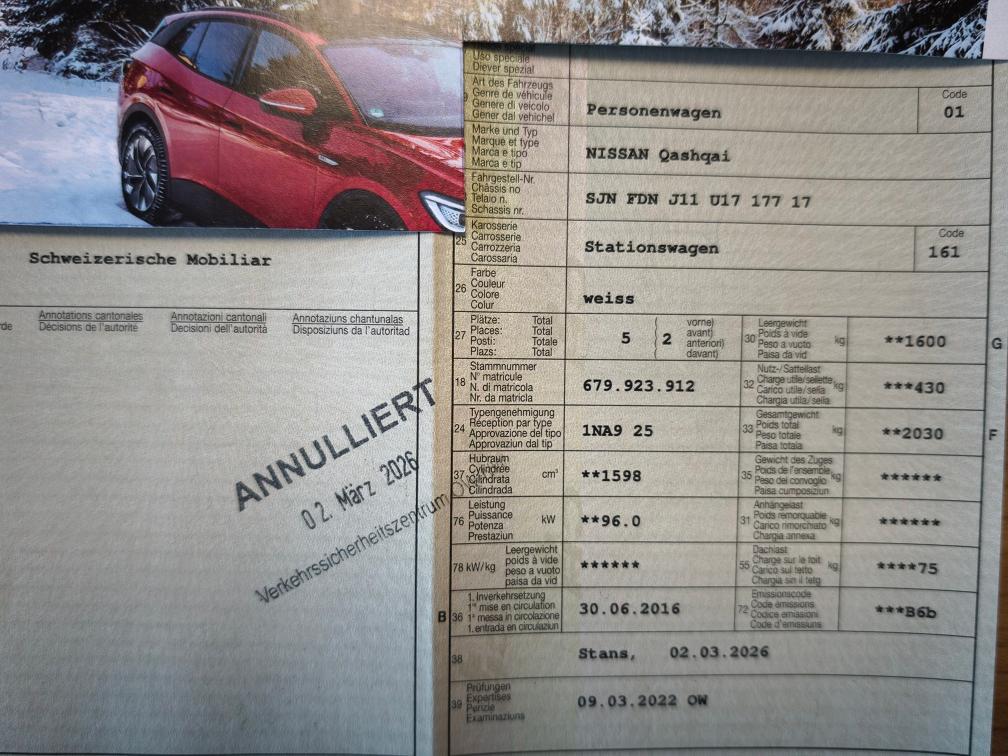 Schweizerische Mobiliar
Annotations cantonales
Décisions de l'autorité
Annotazioni cantonali
Decisioni dell'autorità
Annotaziuns chantunalas
Disposiziuns da l'autoritad
ANNULLIERT
02. März 2026
Verkehrssicherheitszentrum
Uso speciale
Diever spezial
Art des Fahrzeugs
Genre de véhicule
Genere di veicolo
Gener dal vehichel
Personenwagen
Code
01
Marke und Typ
Marque et type
Marca e tipo
Marca e tip
NISSAN Qashqai
Fahrgestell-Nr.
Châssis no
Telaio n.
Schassis nr.
SJN FDN J11 U17 177 17
25
Karosserie
Carrosserie
Carrozzeria
Carossaria
Stationswagen
Code
161
26
Farbe
Couleur
Colore
Colur
weiss
27
Plätze: Total
Places: Total
Posti: Totale
Plazs: Total
5
2
vorne)
avant)
anteriori)
davant)
30
Leergewicht
Poids à vide
Peso a vuoto
Paisa da vid
kg
**1600
G
18
Stammnummer
N° matricule
N. di matricola
Nr. da matricla
679.923.912
32
Nutz-/Sattellast
Charge utile/sellette
Carico utile/sella
Chargia utila/sella
kg
***430
24
Typengenehmigung
Réception par type
Approvazione del tipo
Approvaziun dal tip
1NA9 25
33
Gesamtgewicht
Poids total
Peso totale
Paisa totala
kg
**2030
F
37
Hubraum
Cylindrée
Cilindrata
Cilindrada
cm³
**1598
35
Gewicht des Zuges
Poids de l'ensemble
Peso del convoglio
Paisa cumposiziun
kg
******
76
Leistung
Puissance
Potenza
Prestaziun
kW
**96.0
31
Anhängelast
Poids remorquable
Carico rimorchiato
Chargia annexa
kg
******
78 kW/kg
Leergewicht
poids à vide
peso a vuoto
paisa da vid
******
55
Dachlast
Charge sur le toit
Carico sul tetto
Chargia sin il tetg
kg
****75
B
36
1. Inverkehrsetzung
1re mise en circulation
1a messa in circolazione
1. entrada en circulaziun
30.06.2016
72
Emissionscode
Code émissions
Codice emissioni
Code d'emissiuns
***B6b
38
Stans, 02.03.2026
39
Prüfungen
Expertises
Perizie
Examinaziuns
09.03.2022 OW